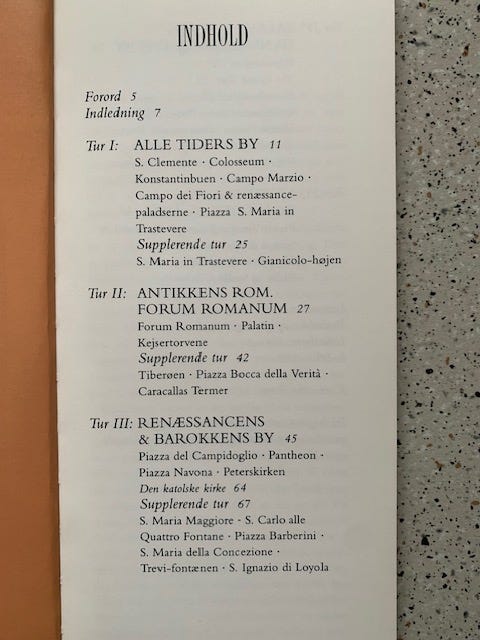 INDHOLD
Forord 5
Indledning 7
Tur I: ALLE TIDERS BY 11
S. Clemente · Colosseum ·
Konstantinbuen · Campo Marzio ·
Campo dei Fiori & renæssance-
paladserne · Piazza S. Maria in
Trastevere
Supplerende tur 25
S. Maria in Trastevere · Gianicolo-højen
Tur II: ANTIKKENS ROM.
FORUM ROMANUM 27
Forum Romanum · Palatin ·
Kejsertorvene
Supplerende tur 42
Tiberøen · Piazza Bocca della Verità ·
Caracallas Termer
Tur III: RENÆSSANCENS
& BAROKKENS BY 45
Piazza del Campidoglio · Pantheon ·
Piazza Navona · Peterskirken
Den katolske kirke 64
Supplerende tur 67
S. Maria Maggiore · S. Carlo alle
Quattro Fontane · Piazza Barberini ·
S. Maria della Concezione ·
Trevi-fontænen · S. Ignazio di Loyola